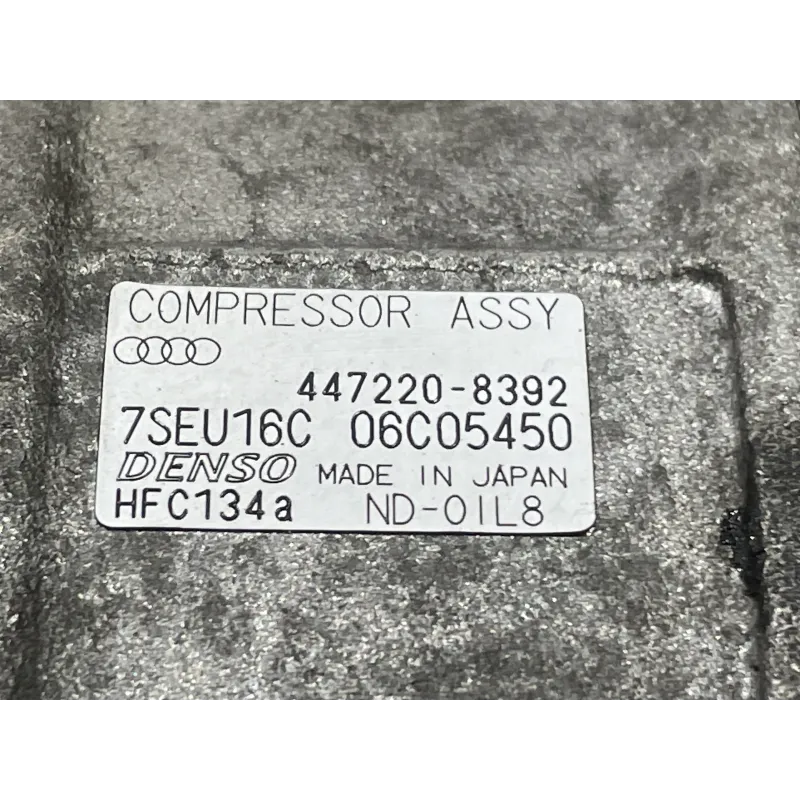 COMPRESSOR ASSY
447220-8392
7SEU16C 06C05450
DENSO MADE IN JAPAN
HFC134a ND-OIL8